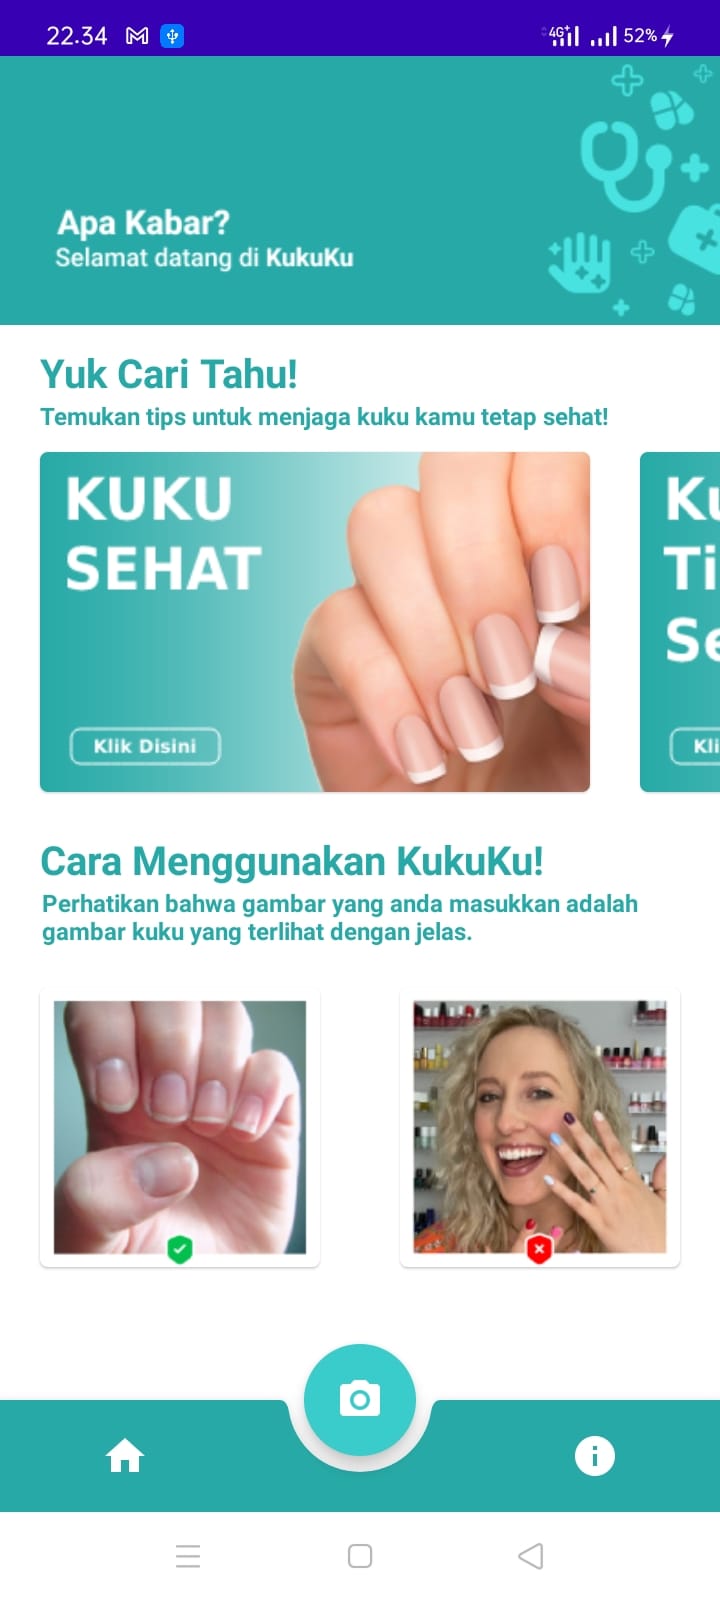 22.34
4G+ 52%
Apa Kabar?
Selamat datang di KukuKu
Yuk Cari Tahu!
Temukan tips untuk menjaga kuku kamu tetap sehat!
KUKU
SEHAT
Klik Disini
Ku
Ti
Se
Kli
Cara Menggunakan KukuKu!
Perhatikan bahwa gambar yang anda masukkan adalah
gambar kuku yang terlihat dengan jelas.